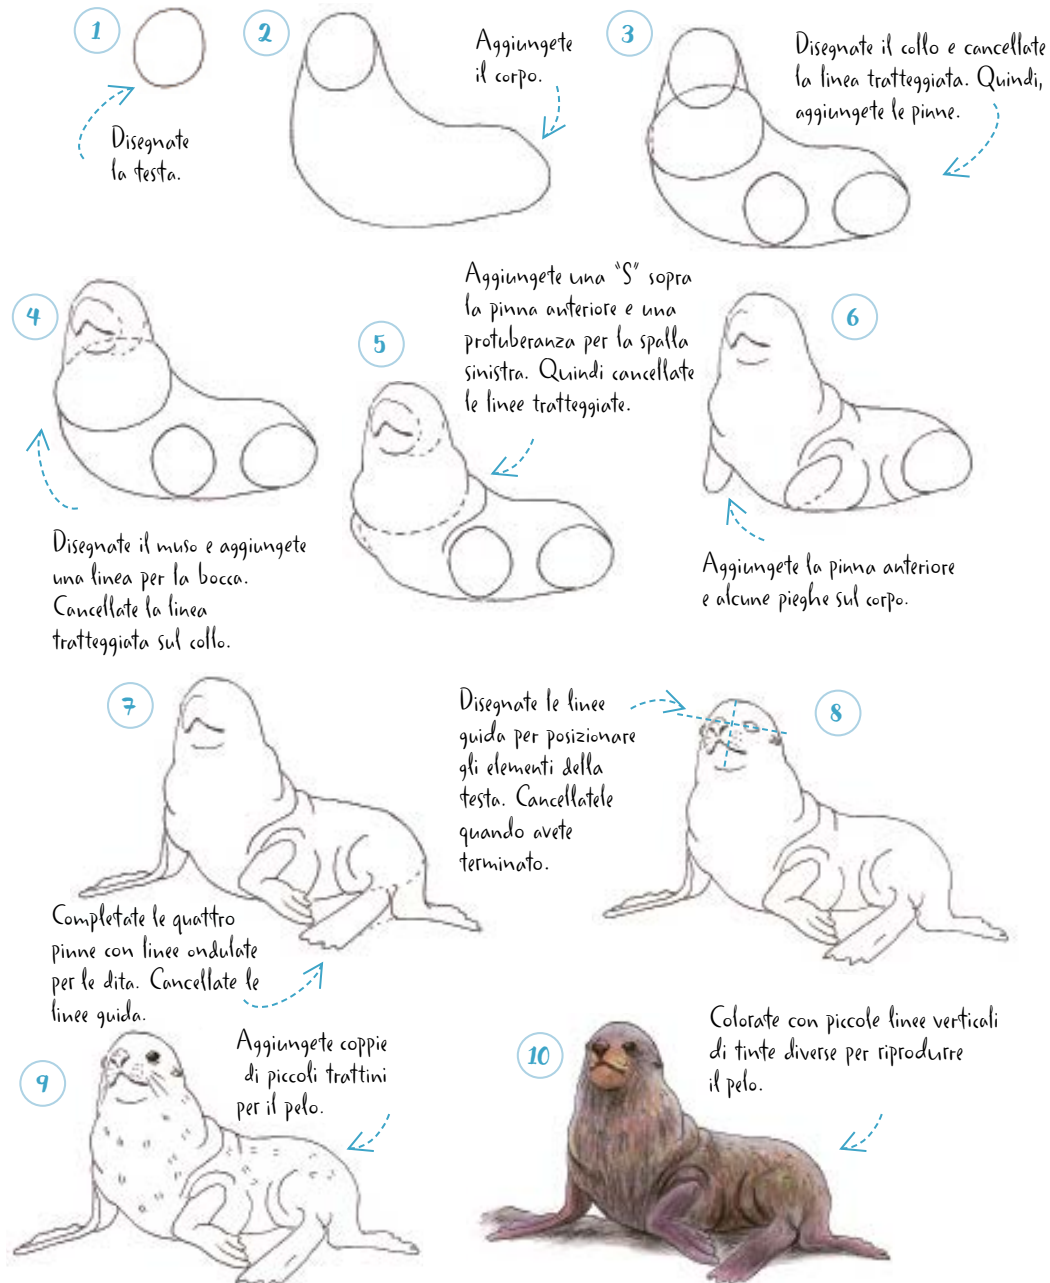 1
Disegnate
la testa.
2
Aggiungete
il corpo.
3
Disegnate il collo e cancellate
la linea tratteggiata. Quindi,
aggiungete le pinne.
4
Disegnate il muso e aggiungete
una linea per la bocca.
Cancellate la linea
tratteggiata sul collo.
5
Aggiungete una "S" sopra
la pinna anteriore e una
protuberanza per la spalla
sinistra. Quindi cancellate
le linee tratteggiate.
6
Aggiungete la pinna anteriore
e alcune pieghe sul corpo.
7
Completate le quattro
pinne con linee ondulate
per le dita. Cancellate le
linee guida.
8
Disegnate le linee
guida per posizionare
gli elementi della
testa. Cancellatele
quando avete
terminato.
9
Aggiungete coppie
di piccoli trattini
per il pelo.
10
Colorate con piccole linee verticali
di tinte diverse per riprodurre
il pelo.